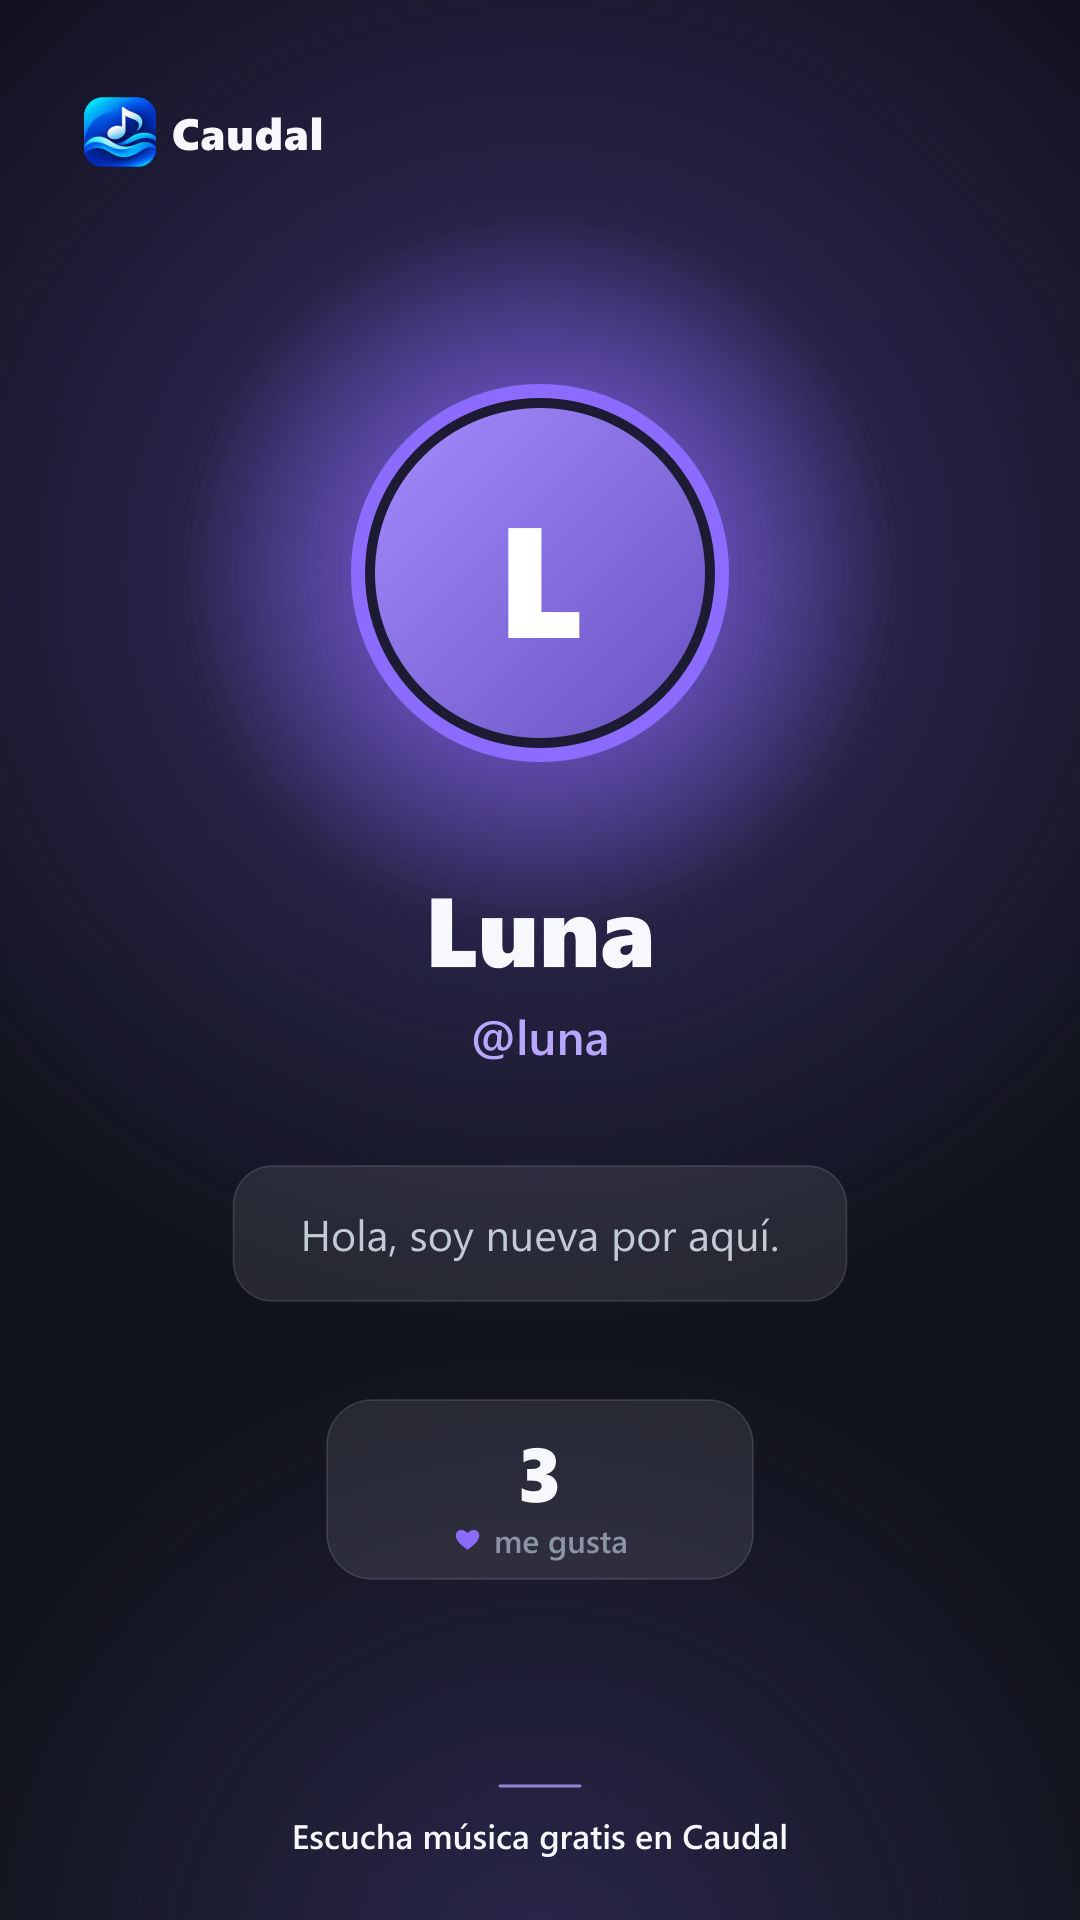 Caudal
L
Luna
@luna
Hola, soy nueva por aquí.
3
me gusta
Escucha música gratis en Caudal